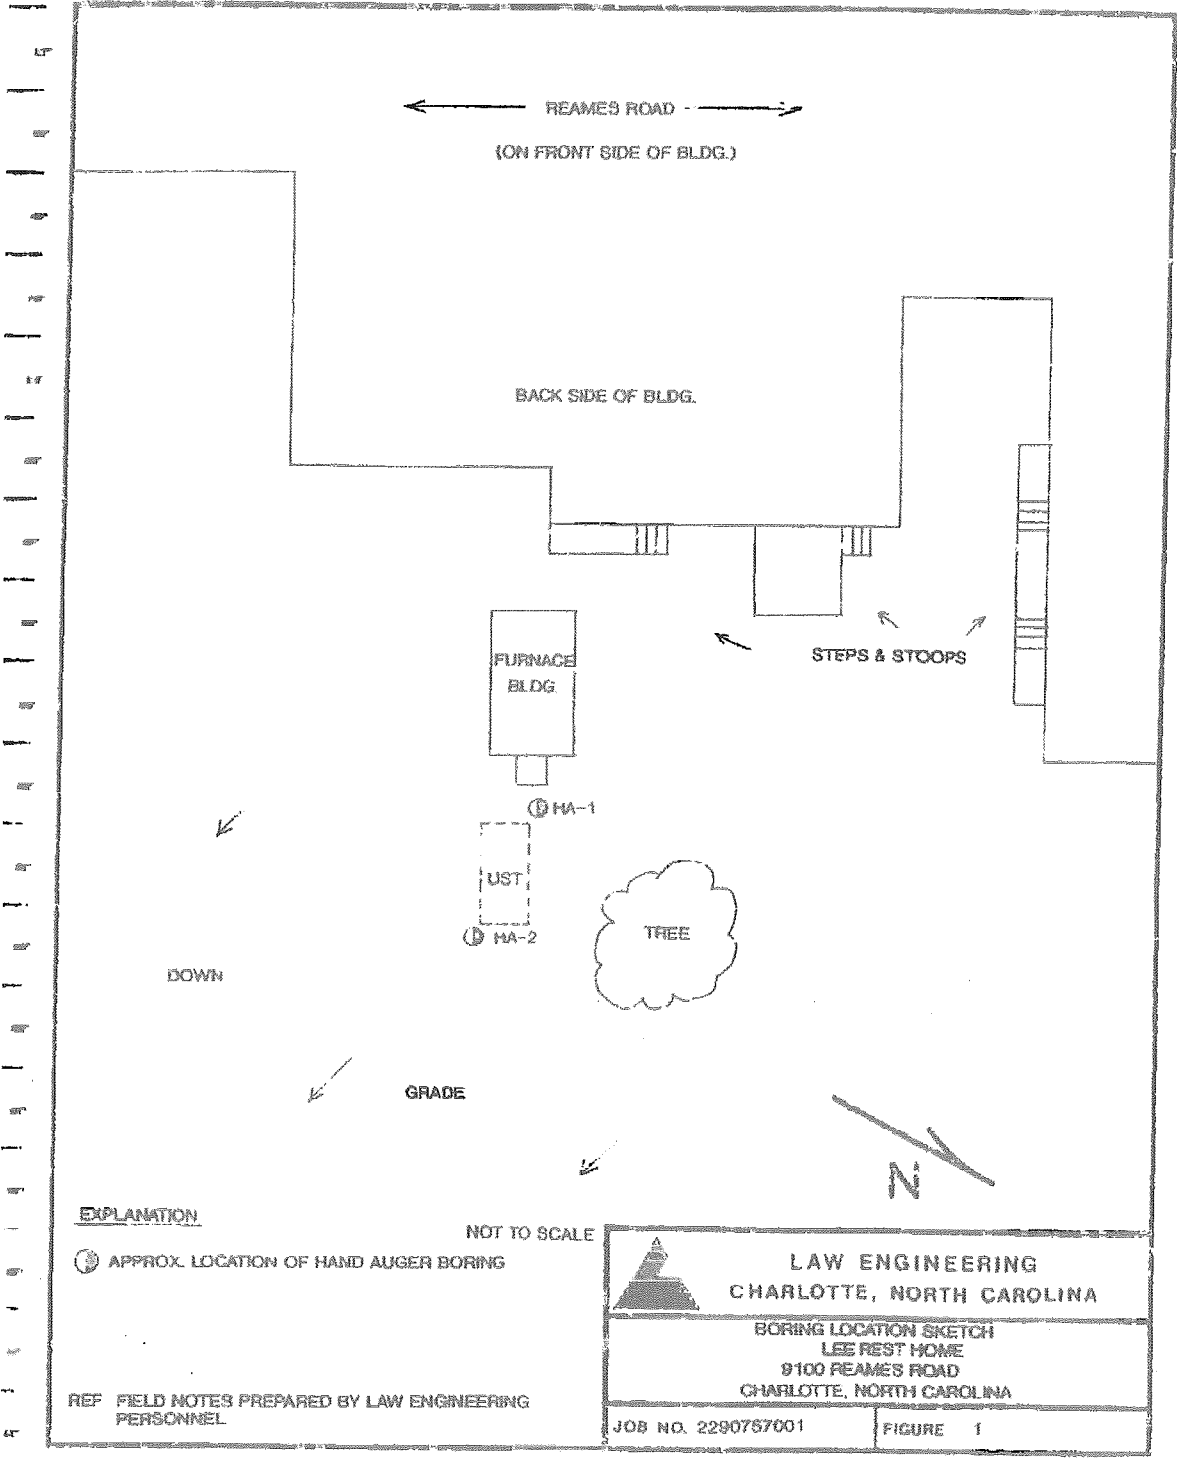 REAMES ROAD
(ON FRONT SIDE OF BLDG.)
BACK SIDE OF BLDG.
FURNACE
BLDG.
STEPS & STOOPS
HA-1
UST
HA-2
TREE
DOWN
GRADE
N
EXPLANATION
NOT TO SCALE
APPROX. LOCATION OF HAND AUGER BORING
LAW ENGINEERING
CHARLOTTE, NORTH CAROLINA
BORING LOCATION SKETCH
LEE REST HOME
9100 REAMES ROAD
CHARLOTTE, NORTH CAROLINA
REF FIELD NOTES PREPARED BY LAW ENGINEERING
PERSONNEL
JOB NO. 2290757001
FIGURE 1